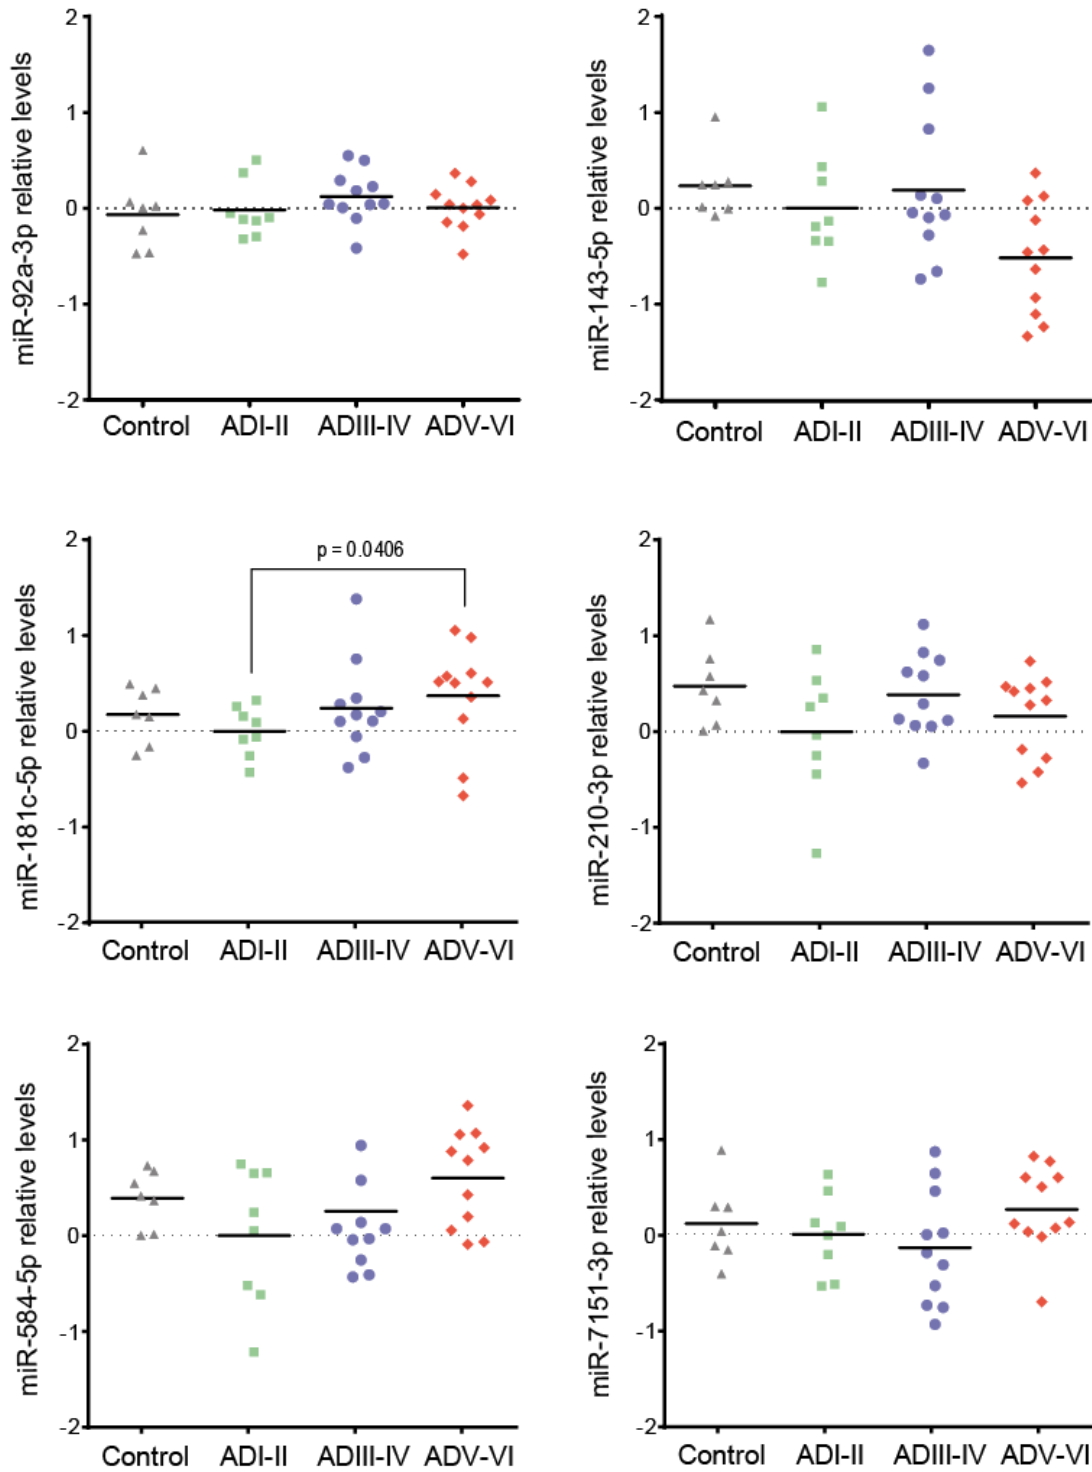 miR-92a-3p relative levels
2
1
0
-1
-2
Control ADI-II ADIII-IV ADV-VI
miR-143-5p relative levels
2
1
0
-1
-2
Control ADI-II ADIII-IV ADV-VI
miR-181c-5p relative levels
2
1
0
-1
-2
p = 0.0406
Control ADI-II ADIII-IV ADV-VI
miR-210-3p relative levels
2
1
0
-1
-2
Control ADI-II ADIII-IV ADV-VI
miR-584-5p relative levels
2
1
0
-1
-2
Control ADI-II ADIII-IV ADV-VI
miR-7151-3p relative levels
2
1
0
-1
-2
Control ADI-II ADIII-IV ADV-VI